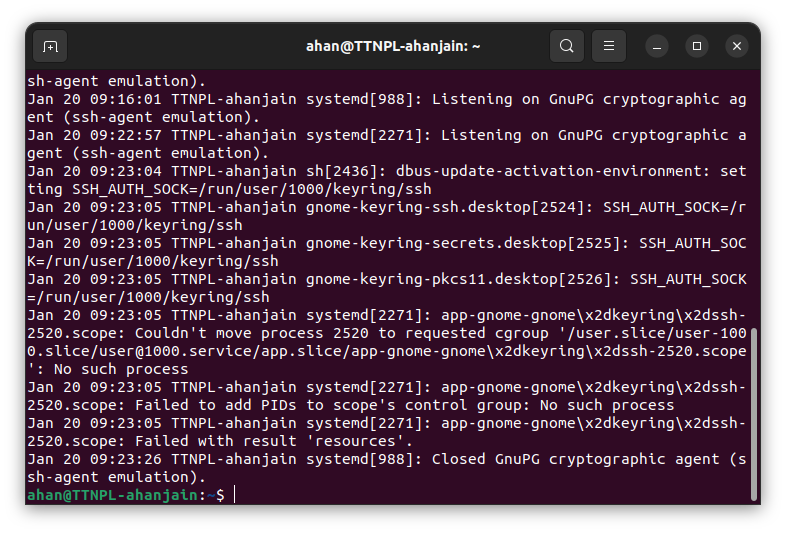 ahan@TTNPL-ahanjain: ~
sh-agent emulation).
Jan 20 09:16:01 TTNPL-ahanjain systemd[988]: Listening on GnuPG cryptographic ag
ent (ssh-agent emulation).
Jan 20 09:22:57 TTNPL-ahanjain systemd[2271]: Listening on GnuPG cryptographic a
gent (ssh-agent emulation).
Jan 20 09:23:04 TTNPL-ahanjain sh[2436]: dbus-update-activation-environment: set
ting SSH_AUTH_SOCK=/run/user/1000/keyring/ssh
Jan 20 09:23:05 TTNPL-ahanjain gnome-keyring-ssh.desktop[2524]: SSH_AUTH_SOCK=/r
un/user/1000/keyring/ssh
Jan 20 09:23:05 TTNPL-ahanjain gnome-keyring-secrets.desktop[2525]: SSH_AUTH_SOC
K=/run/user/1000/keyring/ssh
Jan 20 09:23:05 TTNPL-ahanjain gnome-keyring-pkcs11.desktop[2526]: SSH_AUTH_SOCK
=/run/user/1000/keyring/ssh
Jan 20 09:23:05 TTNPL-ahanjain systemd[2271]: app-gnome-gnome\x2dkeyring\x2dssh-
2520.scope: Couldn't move process 2520 to requested cgroup '/user.slice/user-100
0.slice/user@1000.service/app.slice/app-gnome-gnome\x2dkeyring\x2dssh-2520.scope
': No such process
Jan 20 09:23:05 TTNPL-ahanjain systemd[2271]: app-gnome-gnome\x2dkeyring\x2dssh-
2520.scope: Failed to add PIDs to scope's control group: No such process
Jan 20 09:23:05 TTNPL-ahanjain systemd[2271]: app-gnome-gnome\x2dkeyring\x2dssh-
2520.scope: Failed with result 'resources'.
Jan 20 09:23:26 TTNPL-ahanjain systemd[988]: Closed GnuPG cryptographic agent (s
sh-agent emulation).
ahan@TTNPL-ahanjain:~$